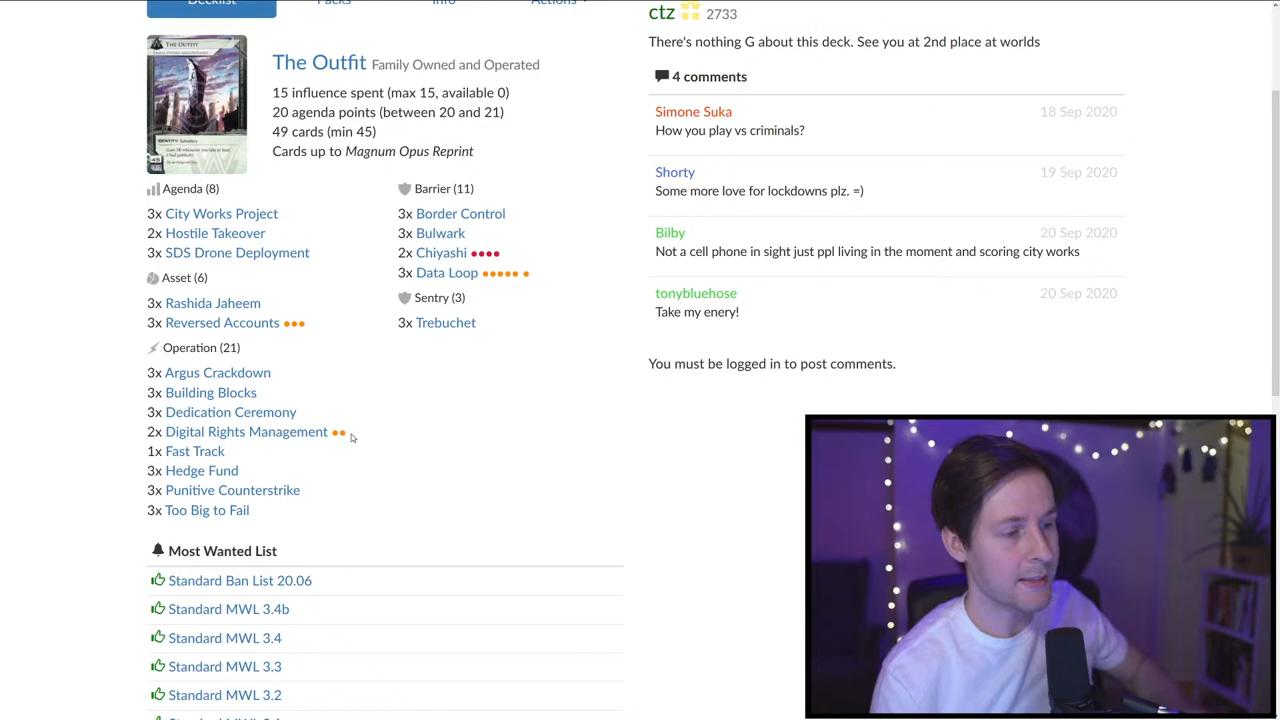 Decklist Packs Info Actions
THE OUTFIT
The Outfit Family Owned and Operated
15 influence spent (max 15, available 0)
20 agenda points (between 20 and 21)
49 cards (min 45)
Cards up to Magnum Opus Reprint
Agenda (8)
3x City Works Project
2x Hostile Takeover
3x SDS Drone Deployment
Asset (6)
3x Rashida Jaheem
3x Reversed Accounts
Operation (21)
3x Argus Crackdown
3x Building Blocks
3x Dedication Ceremony
2x Digital Rights Management
1x Fast Track
3x Hedge Fund
3x Punitive Counterstrike
3x Too Big to Fail
Barrier (11)
3x Border Control
3x Bulwark
2x Chiyashi
3x Data Loop
Sentry (3)
3x Trebuchet
Most Wanted List
Standard Ban List 20.06
Standard MWL 3.4b
Standard MWL 3.4
Standard MWL 3.3
Standard MWL 3.2
ctz 2733
There's nothing G about this deck. See you at 2nd place at worlds
4 comments
Simone Suka 18 Sep 2020
How you play vs criminals?
Shorty 19 Sep 2020
Some more love for lockdowns plz. =)
Bilby 20 Sep 2020
Not a cell phone in sight just ppl living in the moment and scoring city works
tonybluehose 20 Sep 2020
Take my enery!
You must be logged in to post comments.